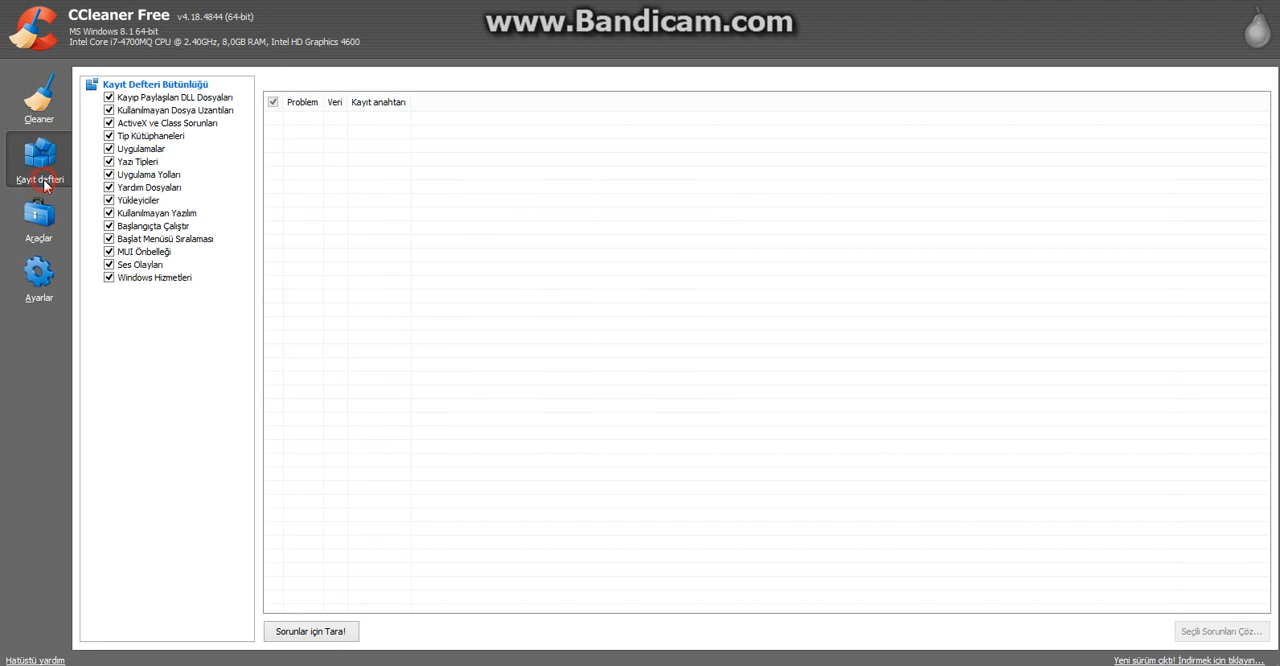 CCleaner Free v4.18.4844 (64-bit)
MS Windows 8.1 64-bit
Intel Core i7-4700MQ CPU @ 2.40GHz, 8,0GB RAM, Intel HD Graphics 4600
www.Bandicam.com
Cleaner
Kayıt defteri
Araçlar
Ayarlar
Kayıt Defteri Bütünlüğü
Kayıp Paylaşılan DLL Dosyaları
Kullanılmayan Dosya Uzantıları
ActiveX ve Class Sorunları
Tip Kütüphaneleri
Uygulamalar
Yazı Tipleri
Uygulama Yolları
Yardım Dosyaları
Yükleyiciler
Kullanılmayan Yazılım
Başlangıçta Çalıştır
Başlat Menüsü Sıralaması
MUI Önbelleği
Ses Olayları
Windows Hizmetleri
Problem Veri Kayıt anahtarı
Sorunlar için Tara!
Seçili Sorunları Çöz...
Hatüstü yardım
Yeni sürüm çıktı! İndirmek için tıklayın...